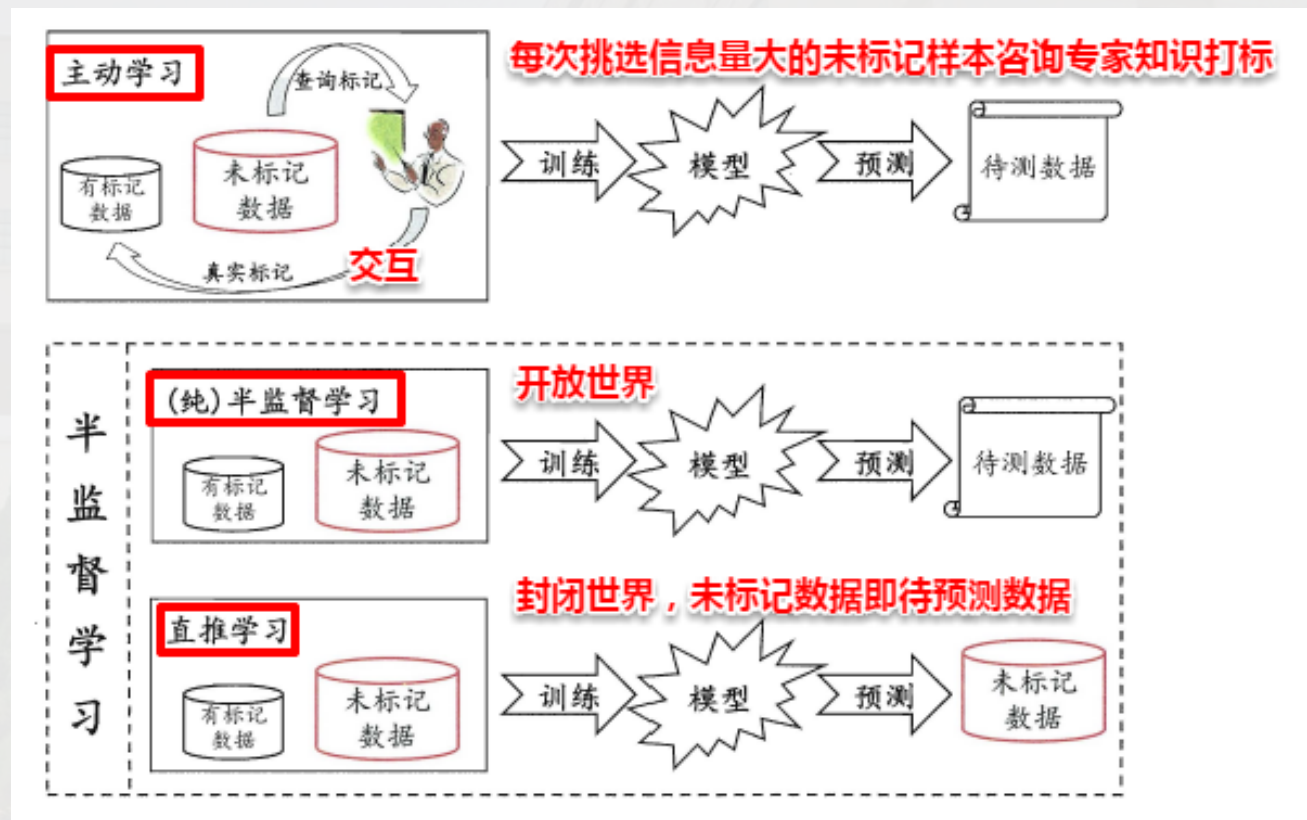 主动学习
每次挑选信息量大的未标记样本咨询专家知识打标
查询标记
有标记
数据
未标记
数据
真实标记
交互
训练
模型
预测
待测数据
半监督学习
(纯)半监督学习
开放世界
有标记
数据
未标记
数据
训练
模型
预测
待测数据
直推学习
封闭世界，未标记数据即待预测数据
有标记
数据
未标记
数据
训练
模型
预测
未标记
数据